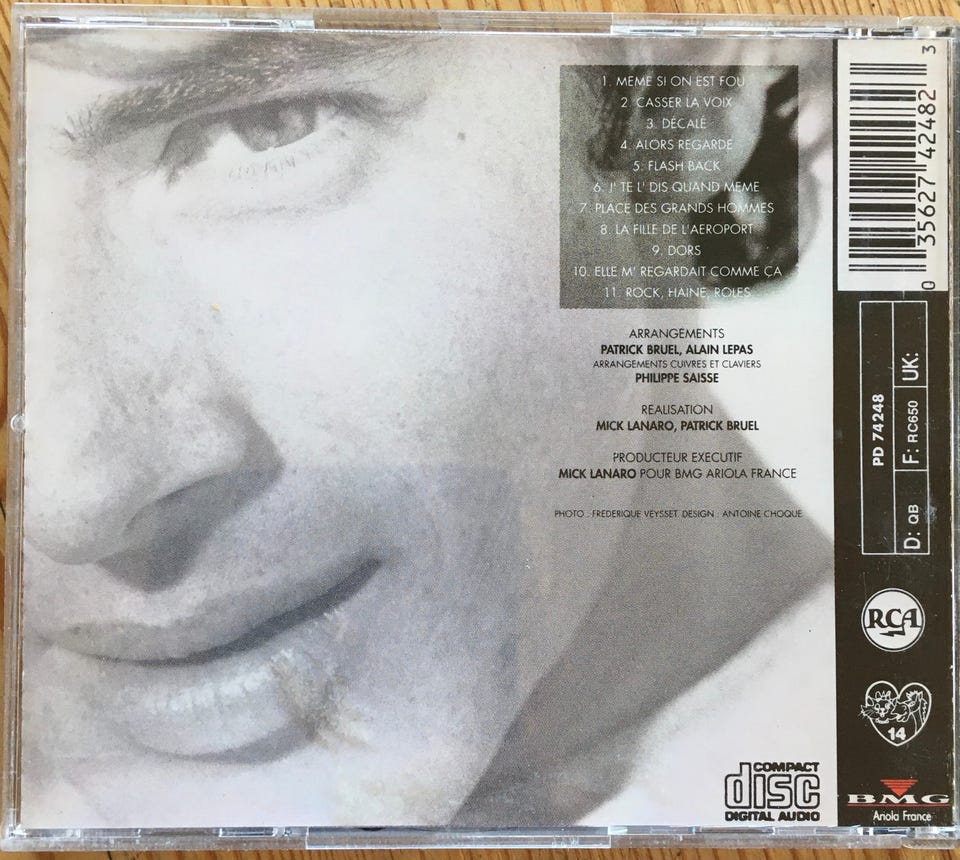 1. MEME SI ON EST FOU
2. CASSER LA VOIX
3. DÉCALÉ
4. ALORS REGARDE
5. FLASH BACK
6. J' TE L' DIS QUAND MEME
7. PLACE DES GRANDS HOMMES
8. LA FILLE DE L'AEROPORT
9. DORS
10. ELLE M' REGARDAIT COMME ÇA
11. ROCK, HAINE, ROLES...
ARRANGEMENTS
PATRICK BRUEL, ALAIN LEPAS
ARRANGEMENTS CUIVRES ET CLAVIERS
PHILIPPE SAISSE
REALISATION
MICK LANARO, PATRICK BRUEL
PRODUCTEUR EXECUTIF
MICK LANARO POUR BMG ARIOLA FRANCE
PHOTO : FREDERIQUE VEYSSET DESIGN : ANTOINE CHOQUE
COMPACT
disc
DIGITAL AUDIO
0 35627 42482 3
PD 74248
D: QB F: RC650 UK:
RCA
14
BMG
Ariola France